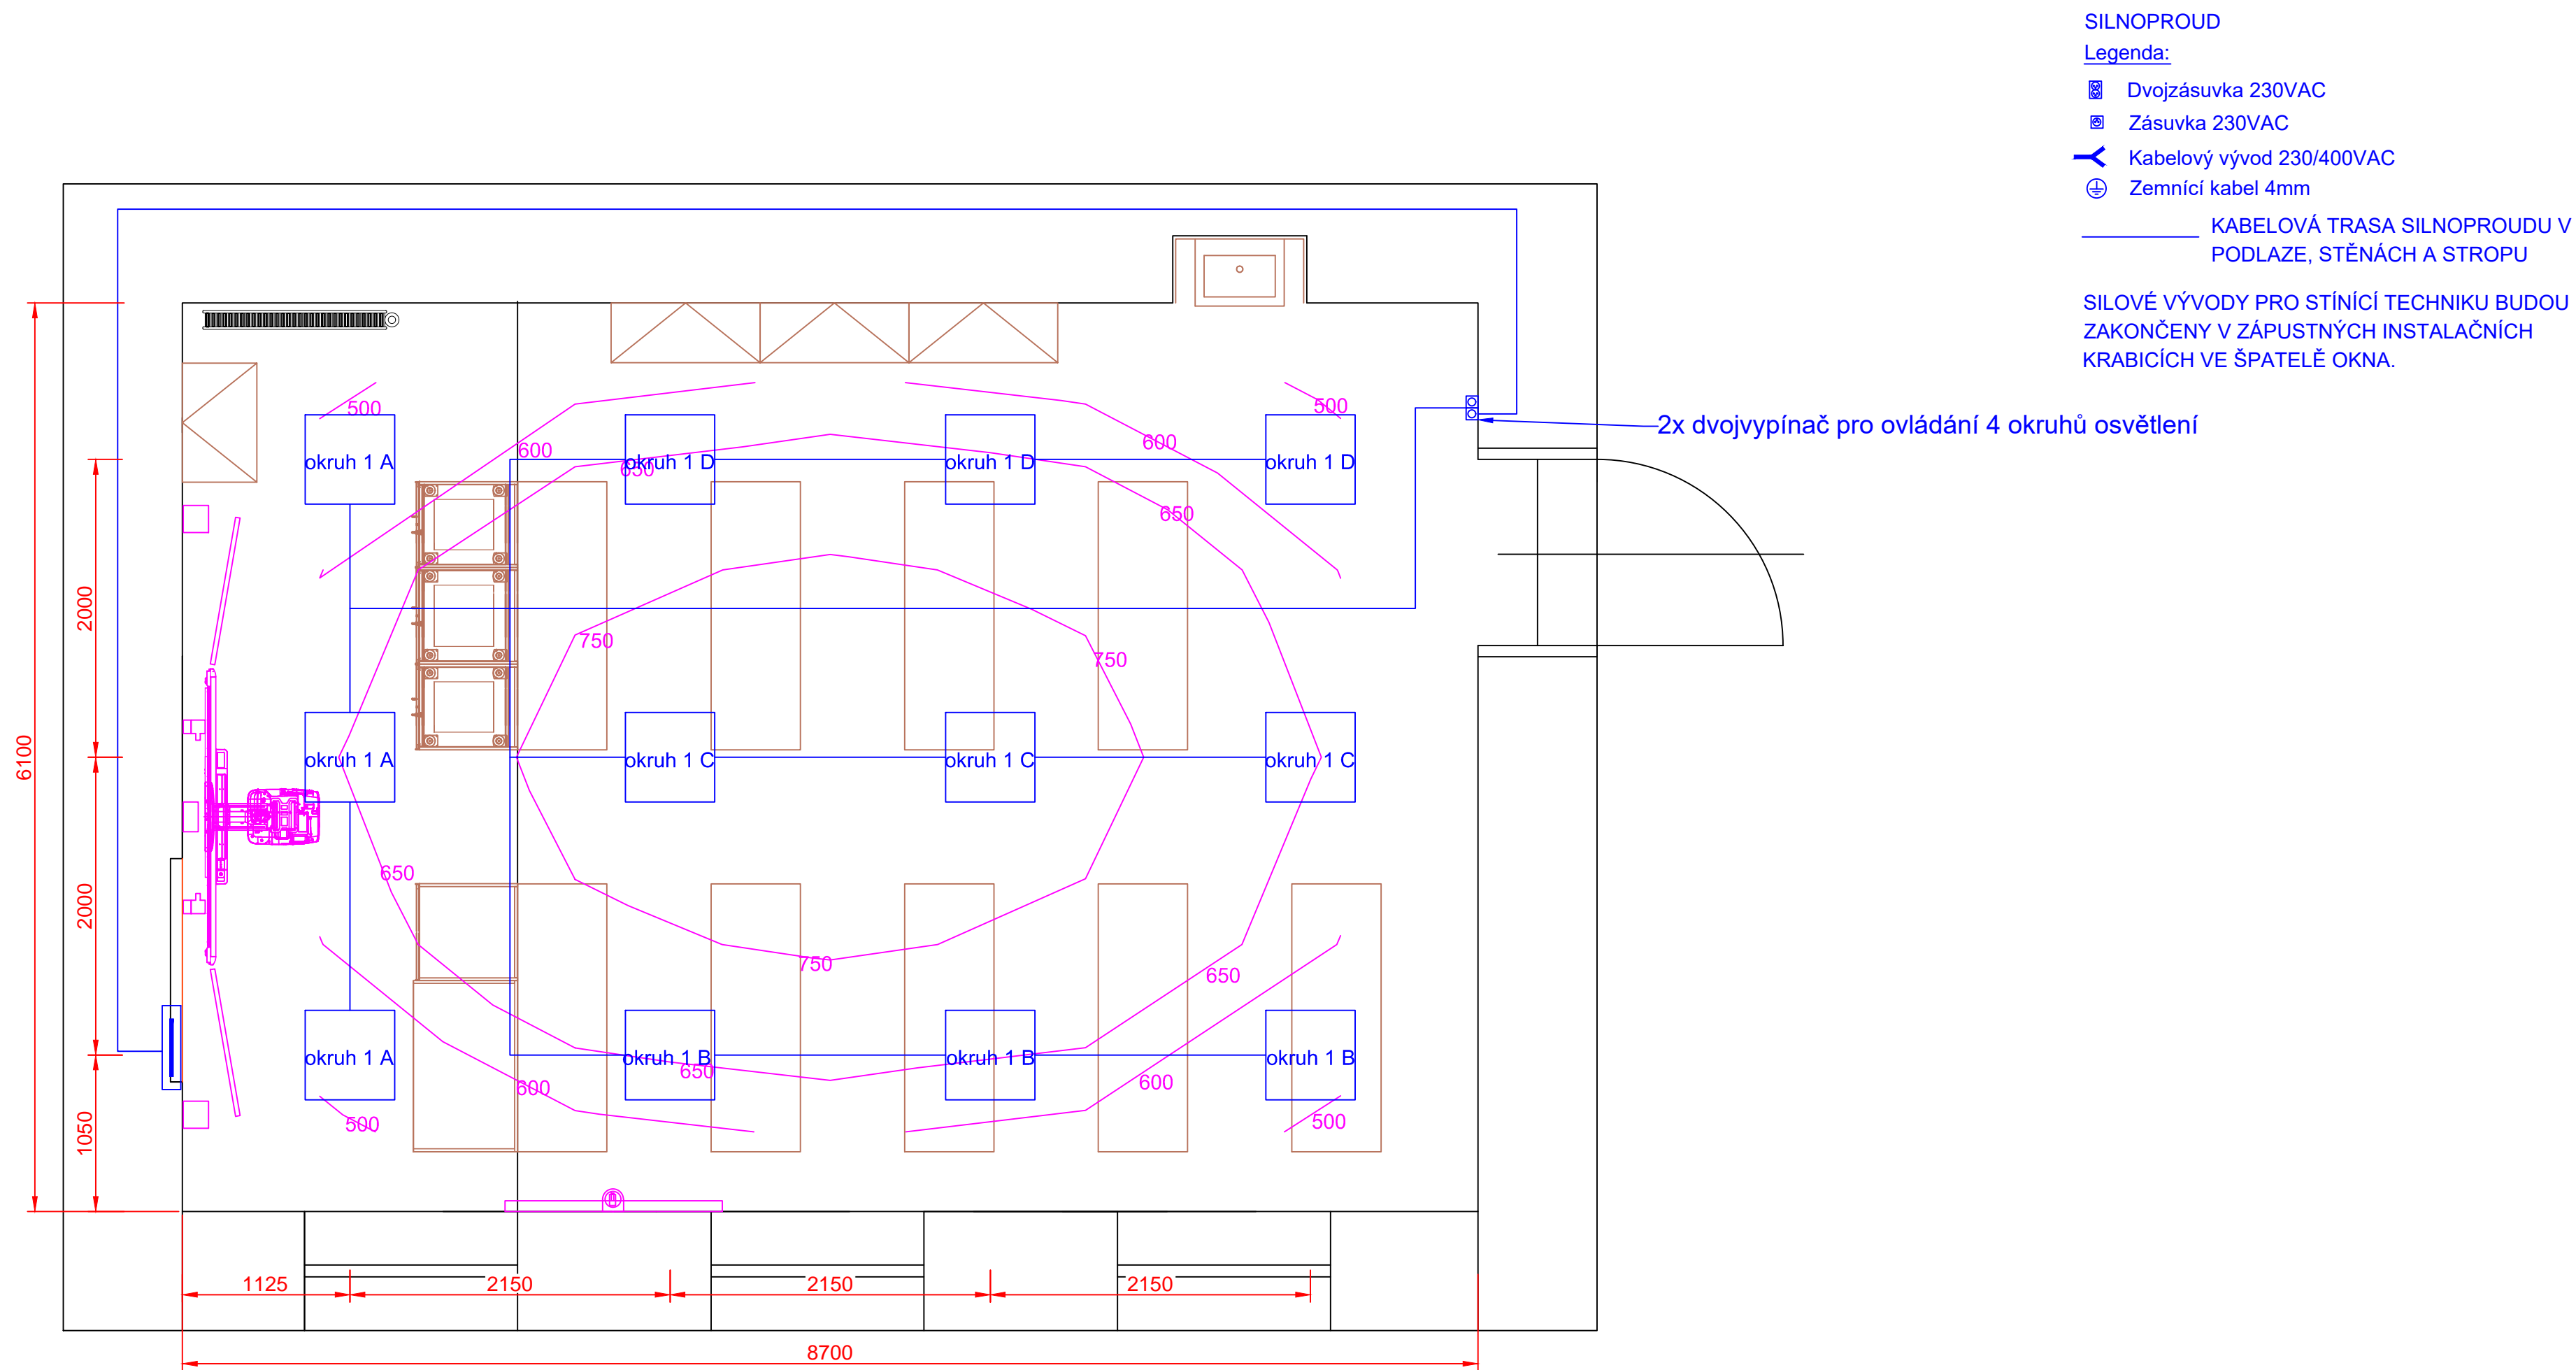 SILNOPROUD
Legenda:
Dvojzásuvka 230VAC
Zásuvka 230VAC
Kabelový vývod 230/400VAC
Zemnící kabel 4mm
KABELOVÁ TRASA SILNOPROUDU V
PODLAZE, STĚNÁCH A STROPU
SILOVÉ VÝVODY PRO STÍNÍCÍ TECHNIKU BUDOU
ZAKONČENY V ZÁPUSTNÝCH INSTALAČNÍCH
KRABICÍCH VE ŠPATELĚ OKNA.
2x dvojvypínač pro ovládání 4 okruhů osvětlení
500
500
600
600
okruh 1 A
okruh 1 D
okruh 1 D
okruh 1 D
650
650
2000
750
750
6100
okruh 1 A
okruh 1 C
okruh 1 C
okruh 1 C
650
2000
750
650
okruh 1 A
okruh 1 B
okruh 1 B
okruh 1 B
650
600
600
1050
500
500
1125
2150
2150
2150
8700